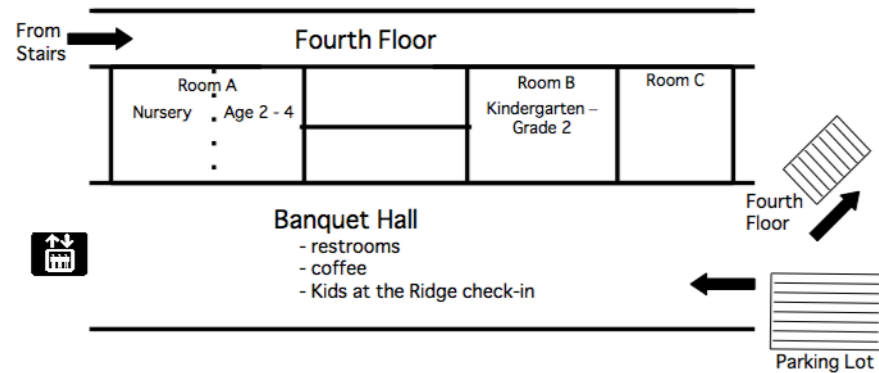 From
Stairs
Fourth Floor
Room A
Nursery
Age 2 - 4
Room B
Kindergarten –
Grade 2
Room C
Fourth
Floor
Banquet Hall
- restrooms
- coffee
- Kids at the Ridge check-in
Parking Lot